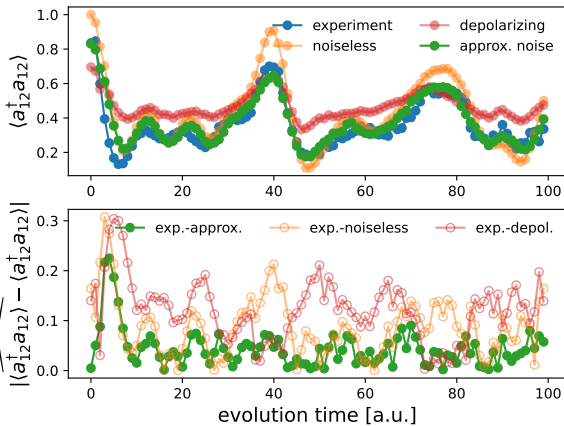 experiment
noiseless
depolarizing
approx. noise
⟨a†12a12⟩
1.0
0.8
0.6
0.4
0.2
0 20 40 60 80 100
exp.-approx. exp.-noiseless exp.-depol.
|⟨a†12a12⟩ − ⟨a†12a12⟩|
0.3
0.2
0.1
0.0
0 20 40 60 80 100
evolution time [a.u.]